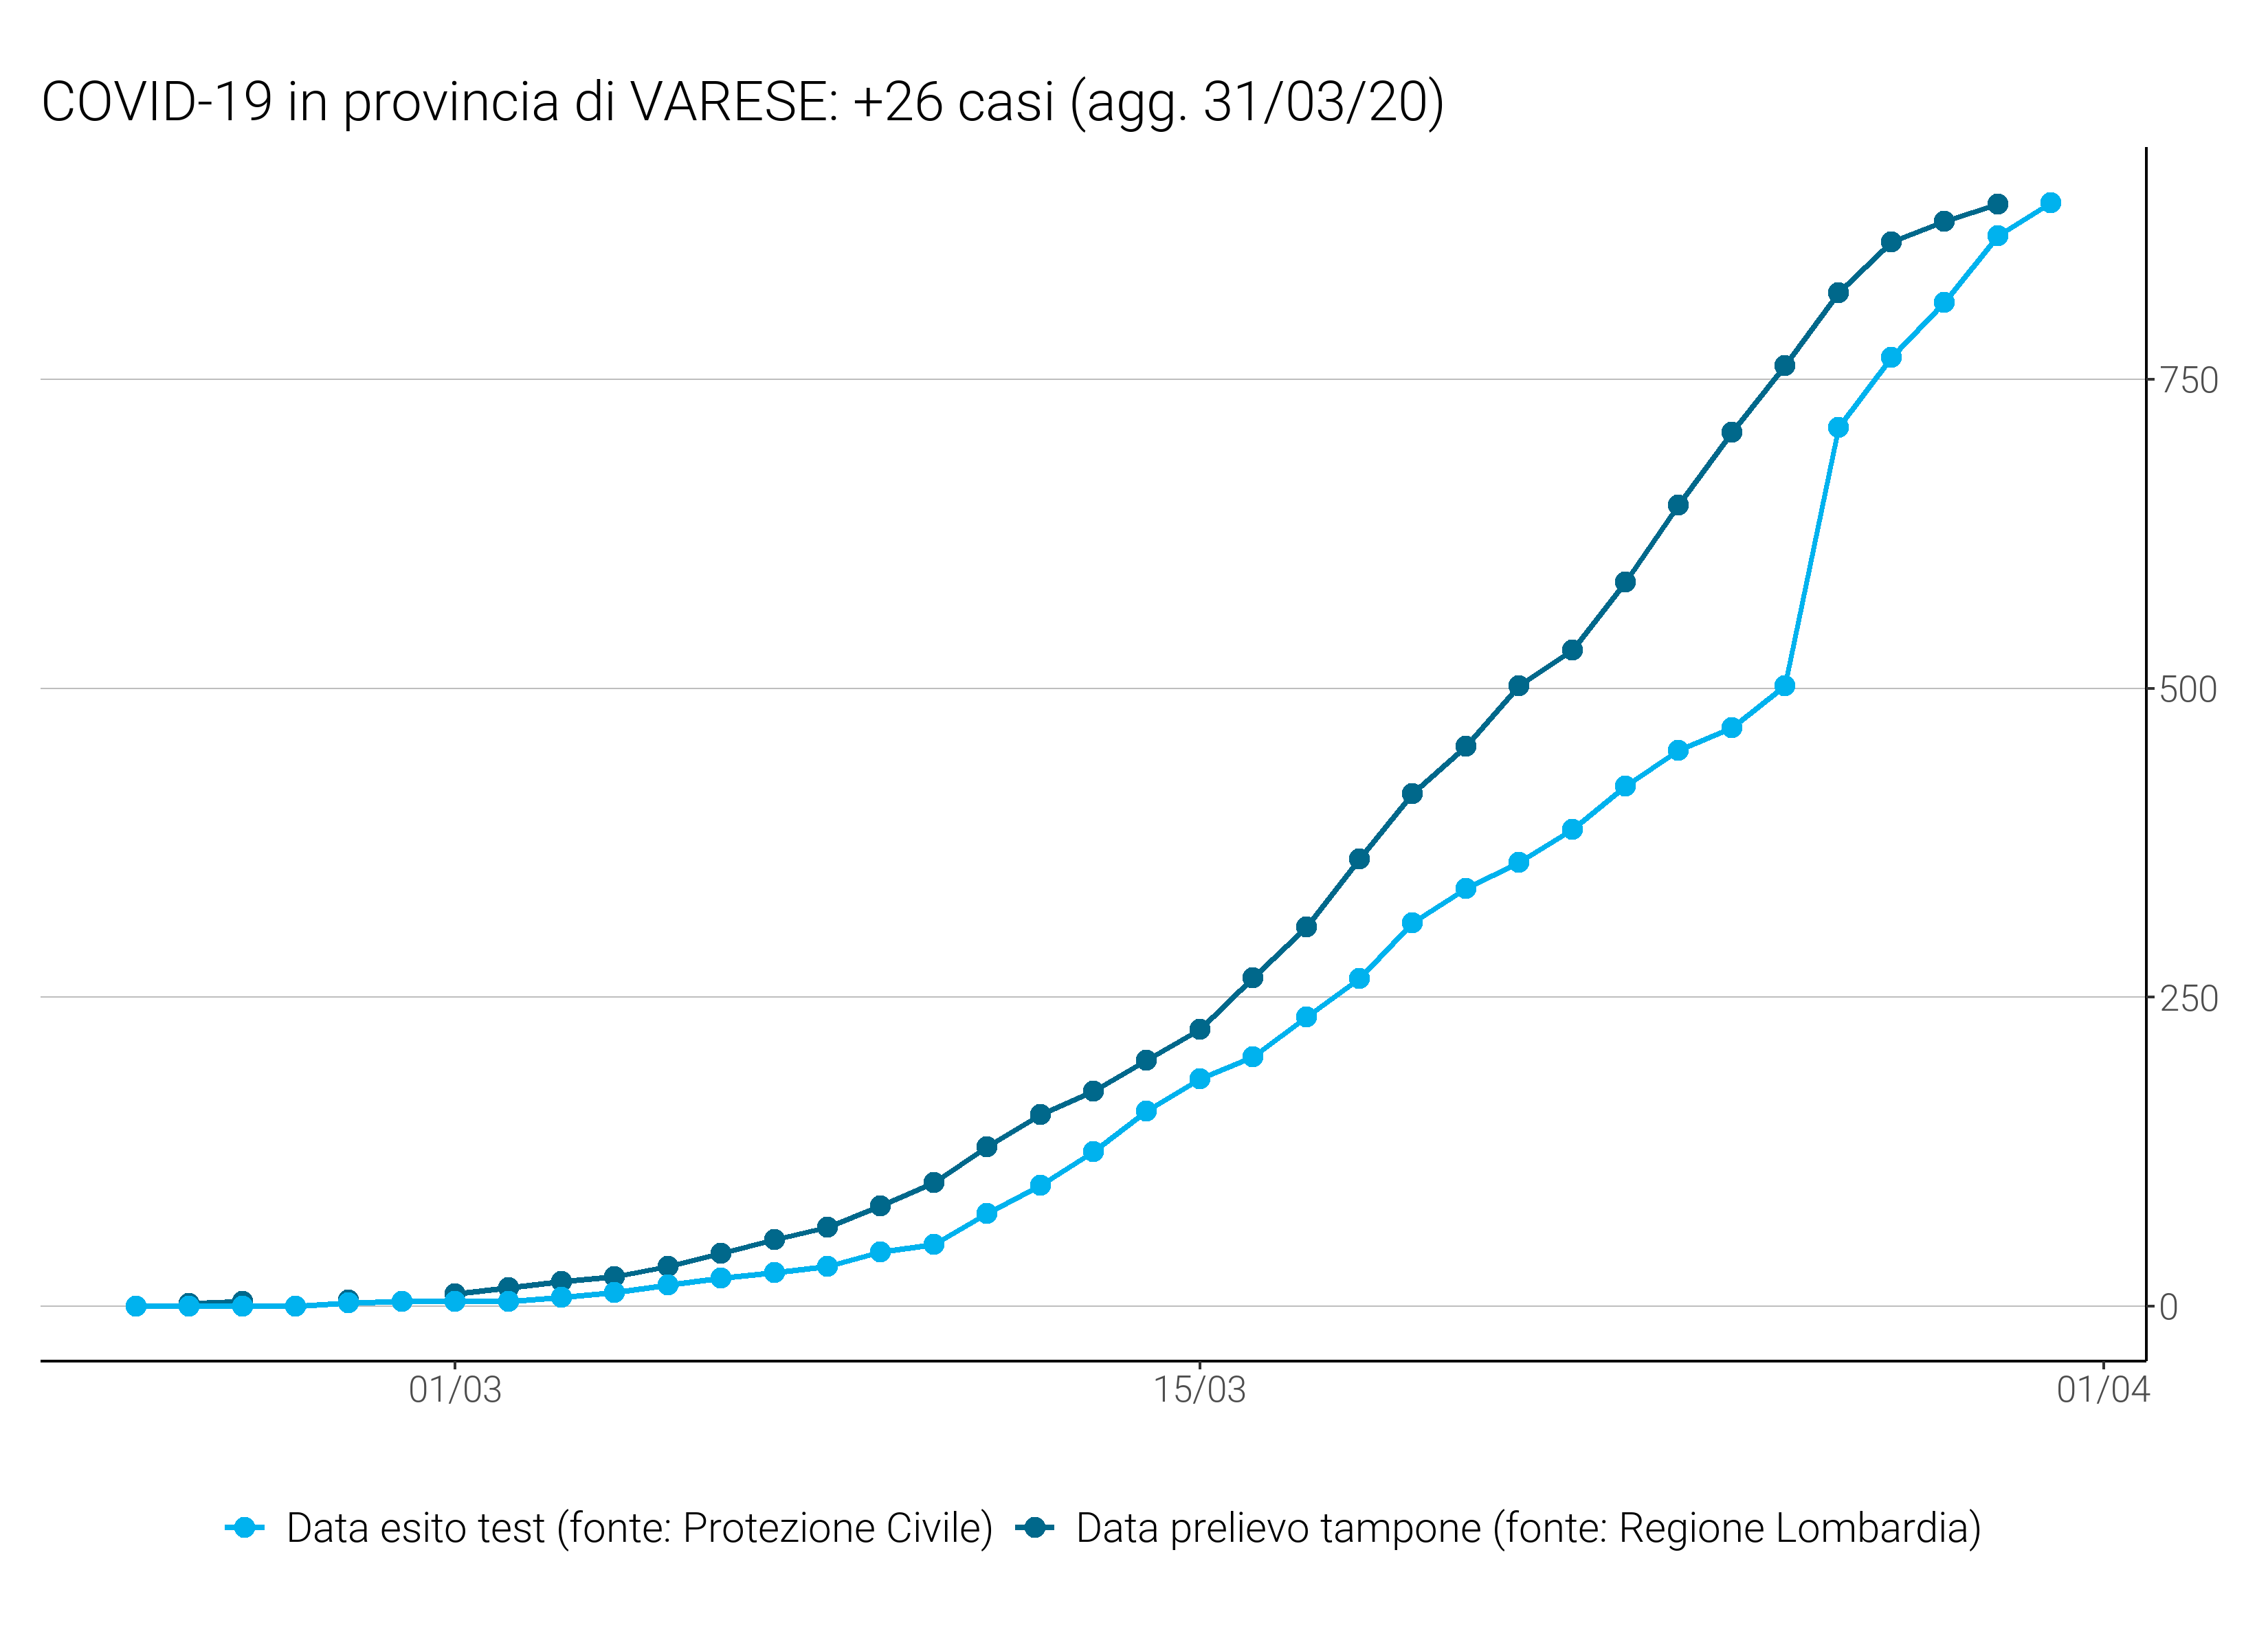 COVID-19 in provincia di VARESE: +26 casi (agg. 31/03/20)
750
500
250
0
01/03 15/03 01/04
Data esito test (fonte: Protezione Civile) Data prelievo tampone (fonte: Regione Lombardia)